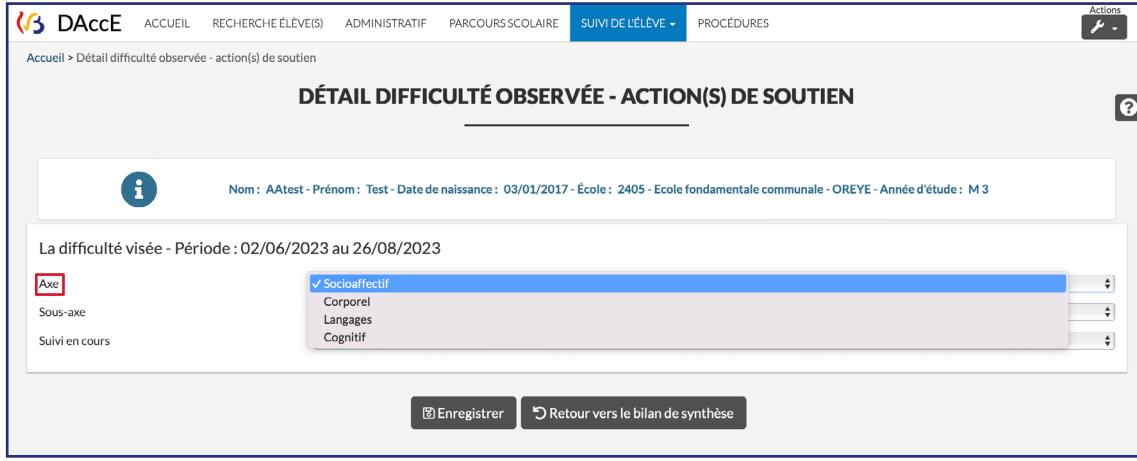 DAccE ACCUEIL RECHERCHE ÉLÈVE(S) ADMINISTRATIF PARCOURS SCOLAIRE SUIVI DE L'ÉLÈVE PROCÉDURES Actions
Accueil > Détail difficulté observée - action(s) de soutien
DÉTAIL DIFFICULTÉ OBSERVÉE - ACTION(S) DE SOUTIEN
Nom : AAtest - Prénom : Test - Date de naissance : 03/01/2017 - École : 2405 - Ecole fondamentale communale - OREYE - Année d'étude : M 3
La difficulté visée - Période : 02/06/2023 au 26/08/2023
Axe
✓ Socioaffectif
Corporel
Sous-axe
Langages
Cognitif
Suivi en cours
Enregistrer Retour vers le bilan de synthèse